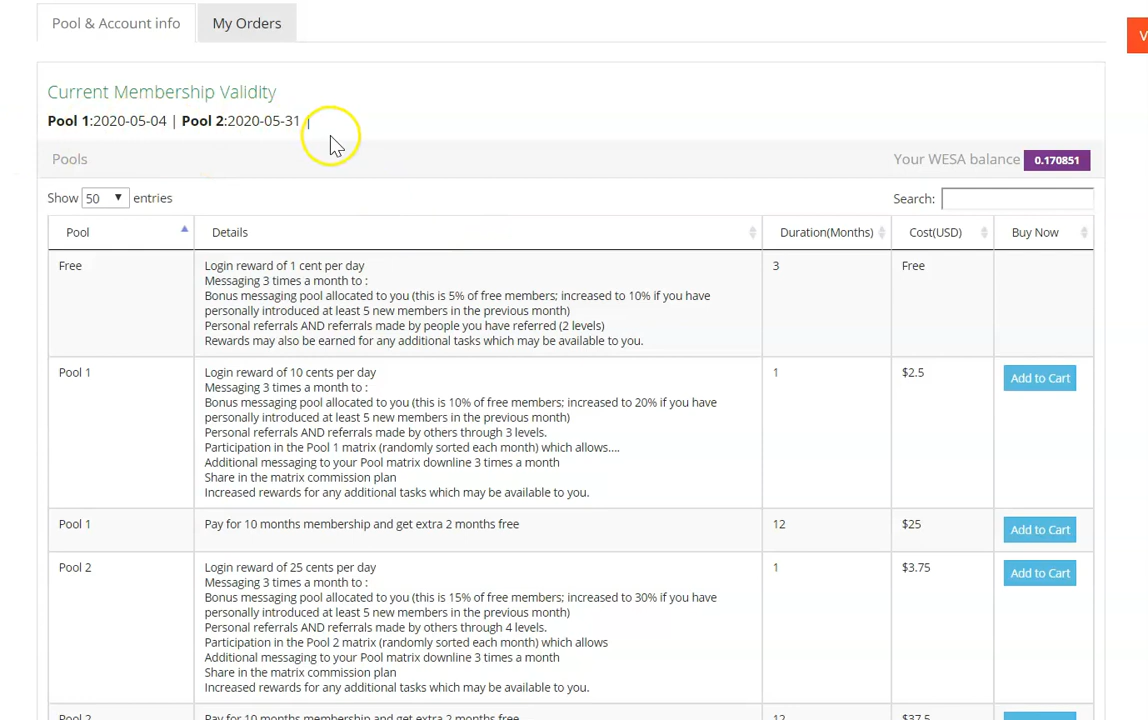 Pool & Account info
My Orders
V
Current Membership Validity
Pool 1:2020-05-04 | Pool 2:2020-05-31 |
Pools
Your WESA balance 0.170851
Show 50 entries
Search:
Pool Details Duration(Months) Cost(USD) Buy Now
Free
Login reward of 1 cent per day
3
Free
Messaging 3 times a month to :
Bonus messaging pool allocated to you (this is 5% of free members; increased to 10% if you have
personally introduced at least 5 new members in the previous month)
Personal referrals AND referrals made by people you have referred (2 levels)
Rewards may also be earned for any additional tasks which may be available to you.
Pool 1
Login reward of 10 cents per day
1
$2.5
Add to Cart
Messaging 3 times a month to :
Bonus messaging pool allocated to you (this is 10% of free members; increased to 20% if you have
personally introduced at least 5 new members in the previous month)
Personal referrals AND referrals made by others through 3 levels.
Participation in the Pool 1 matrix (randomly sorted each month) which allows....
Additional messaging to your Pool matrix downline 3 times a month
Share in the matrix commission plan
Increased rewards for any additional tasks which may be available to you.
Pool 1
Pay for 10 months membership and get extra 2 months free
12
$25
Add to Cart
Pool 2
Login reward of 25 cents per day
1
$3.75
Add to Cart
Messaging 3 times a month to :
Bonus messaging pool allocated to you (this is 15% of free members; increased to 30% if you have
personally introduced at least 5 new members in the previous month)
Personal referrals AND referrals made by others through 4 levels.
Participation in the Pool 2 matrix (randomly sorted each month) which allows
Additional messaging to your Pool matrix downline 3 times a month
Share in the matrix commission plan
Increased rewards for any additional tasks which may be available to you.
Pool 2
Pay for 10 months membership and get extra 2 months free
12
$37.5